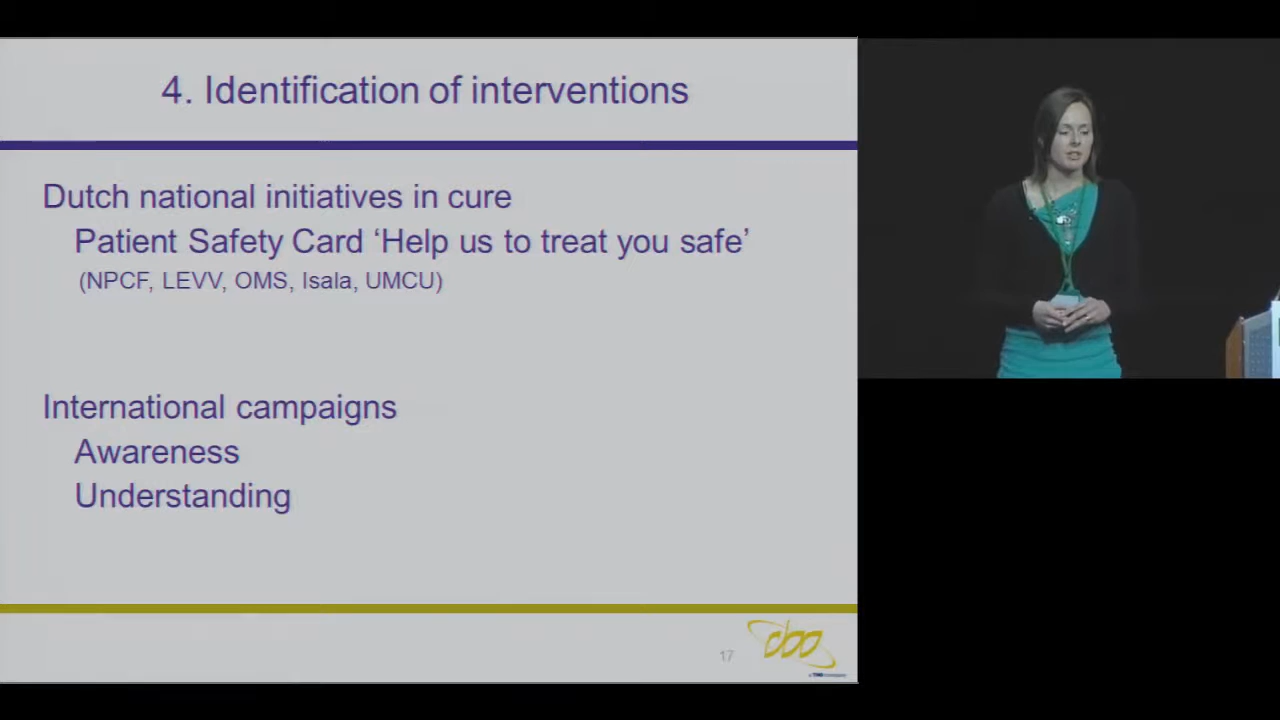 4. Identification of interventions
Dutch national initiatives in cure
Patient Safety Card ‘Help us to treat you safe’
(NPCF, LEVV, OMS, Isala, UMCU)
International campaigns
Awareness
Understanding
17
cbo